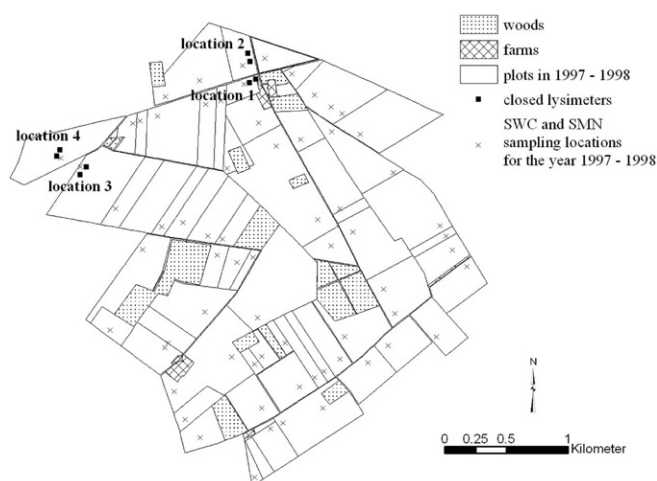 location 2
location 1
location 4
location 3
woods
farms
plots in 1997 - 1998
closed lysimeters
SWC and SMN
sampling locations
for the year 1997 - 1998
N
0 0.25 0.5 1
Kilometer